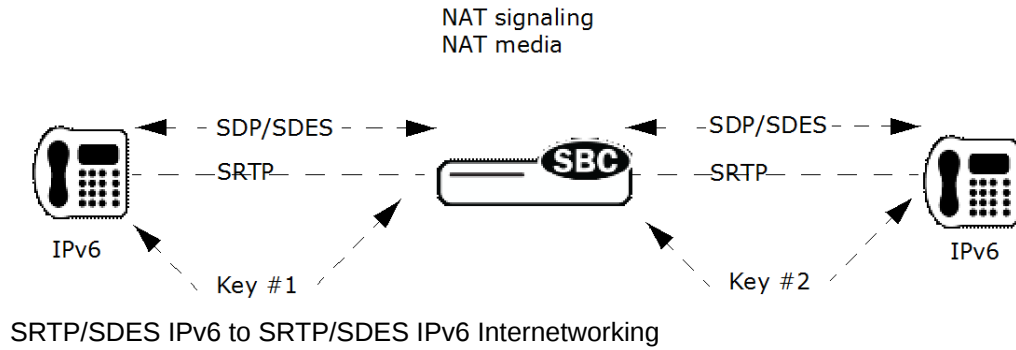 NAT signaling
NAT media
SDP/SDES
SDP/SDES
SBC
SRTP
SRTP
IPv6
IPv6
Key #1
Key #2
SRTP/SDES IPv6 to SRTP/SDES IPv6 Internetworking